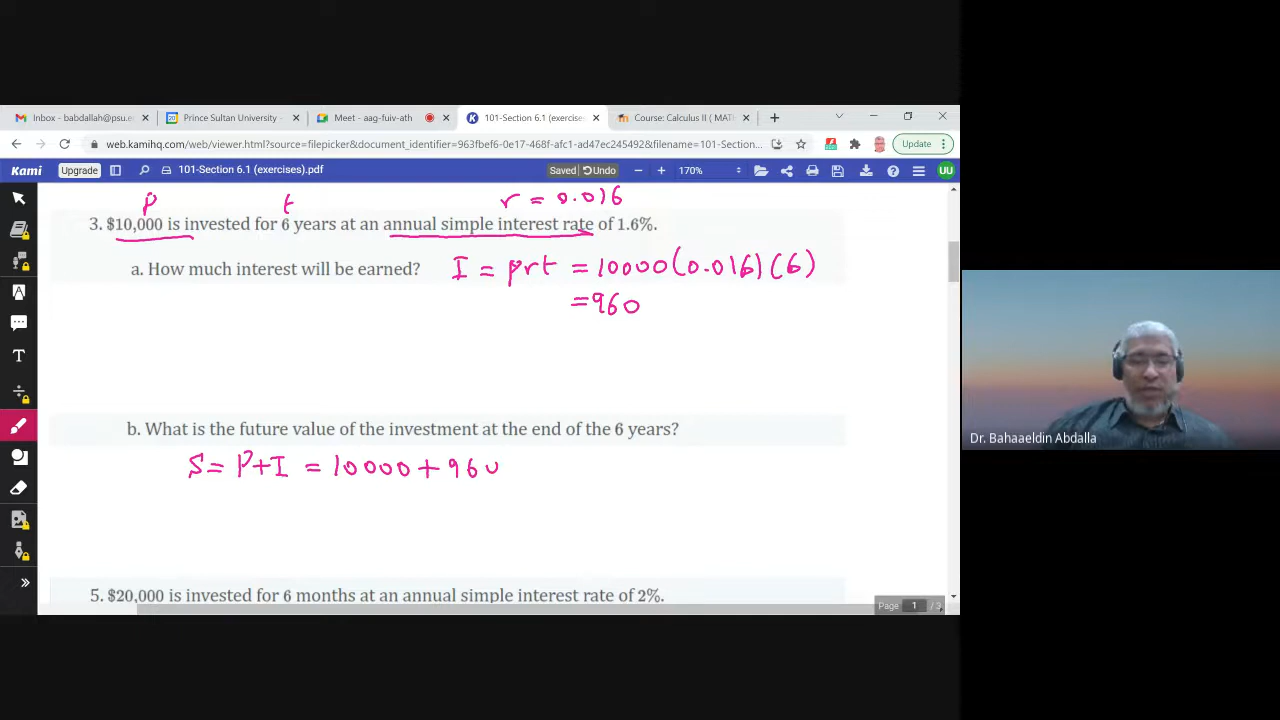 Inbox - babdallah@psu.e
Prince Sultan University -
Meet - aag-fuiv-ath
101-Section 6.1 (exercises).pdf
Course: Calculus II ( MAT
web.kamihq.com/web/viewer.html?source=filepicker&document_identifier=963fbef6-0e17-468f-afc1-ad47ec245492&filename=101-Section...
Update
Kami
Upgrade
101-Section 6.1 (exercises).pdf
Saved
Undo
170%
UU
P t r = 0.016
3. $10,000 is invested for 6 years at an annual simple interest rate of 1.6%.
a. How much interest will be earned? I = prt = 10000(0.016)(6)
=960
b. What is the future value of the investment at the end of the 6 years?
S = P+I = 10000 + 960
5. $20,000 is invested for 6 months at an annual simple interest rate of 2%.
Page 1 / 3
Dr. Bahaaeldin Abdalla